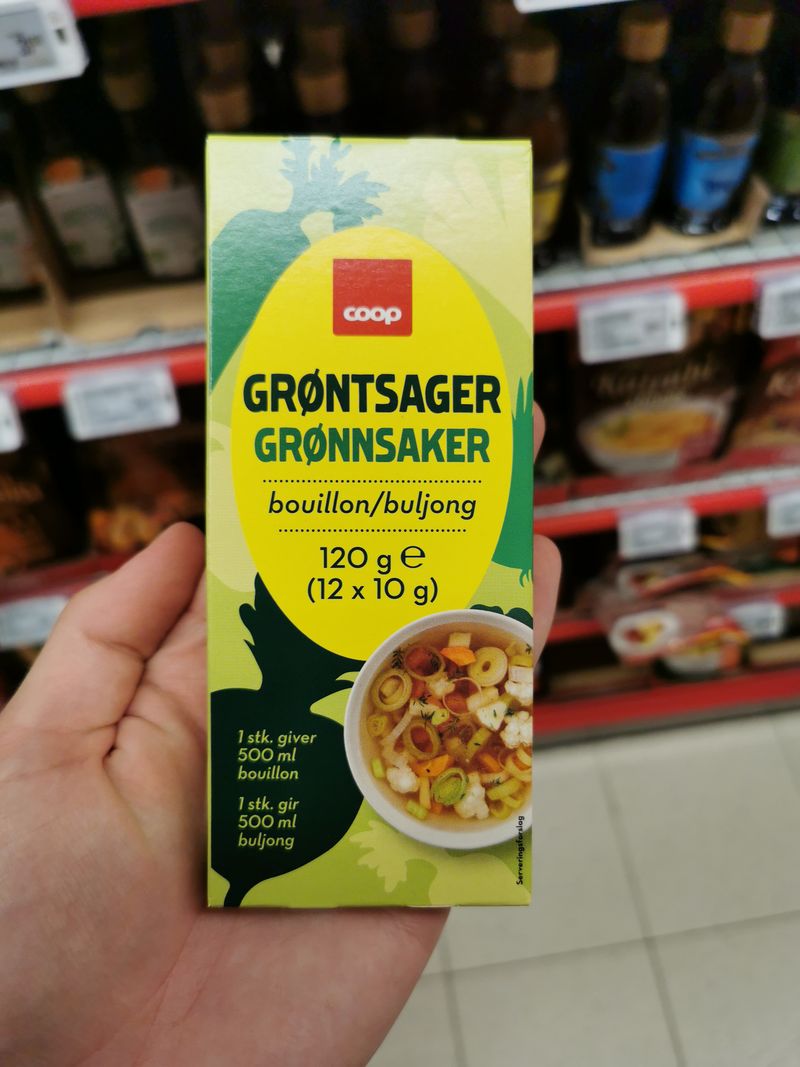 coop
GRØNTSAGER
GRØNNSAKER
bouillon/buljong
120 g ℮
(12 x 10 g)
1 stk. giver
500 ml
bouillon
1 stk. gir
500 ml
buljong
Serveringsforslag